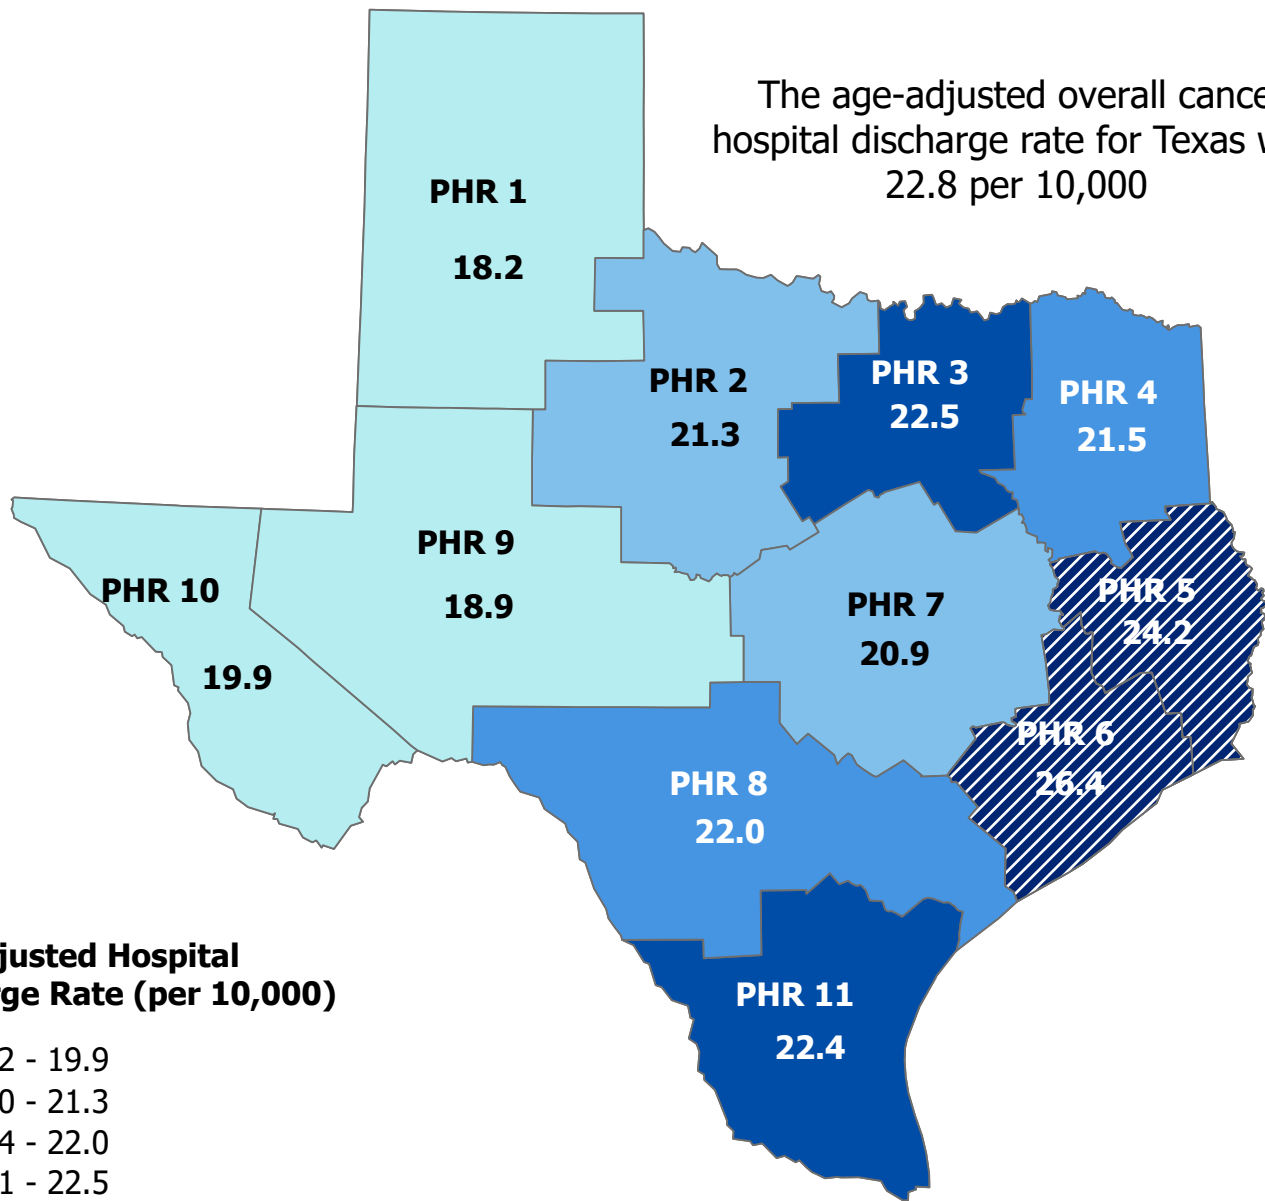 The age-adjusted overall cance
hospital discharge rate for Texas w
22.8 per 10,000
PHR 1
18.2
PHR 2
21.3
PHR 3
22.5
PHR 4
21.5
PHR 9
18.9
PHR 10
19.9
PHR 7
20.9
PHR 5
24.2
PHR 6
26.4
PHR 8
22.0
PHR 11
22.4
justed Hospital
rge Rate (per 10,000)
2 - 19.9
0 - 21.3
4 - 22.0
1 - 22.5